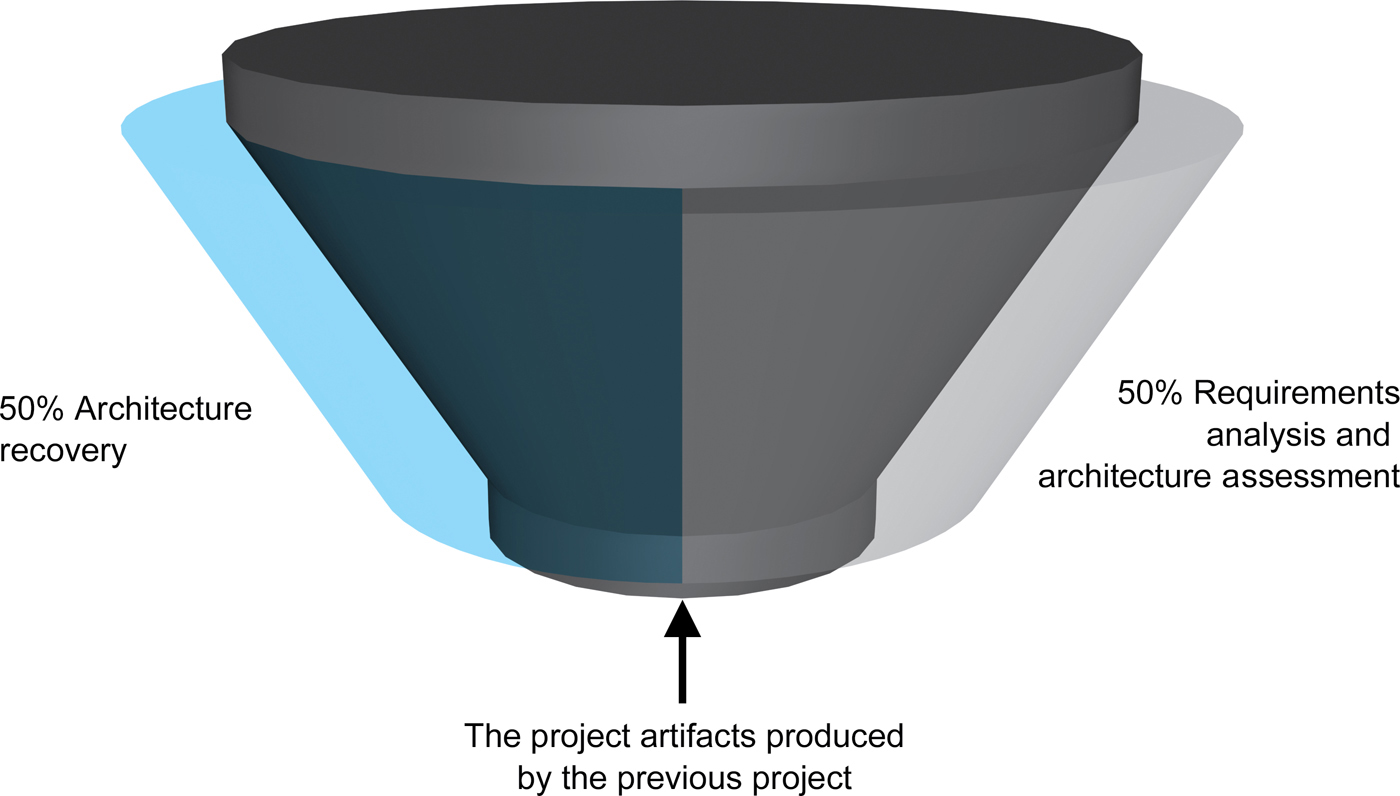 50% Architecture
recovery
50% Requirements
analysis and
architecture assessment
The project artifacts produced
by the previous project